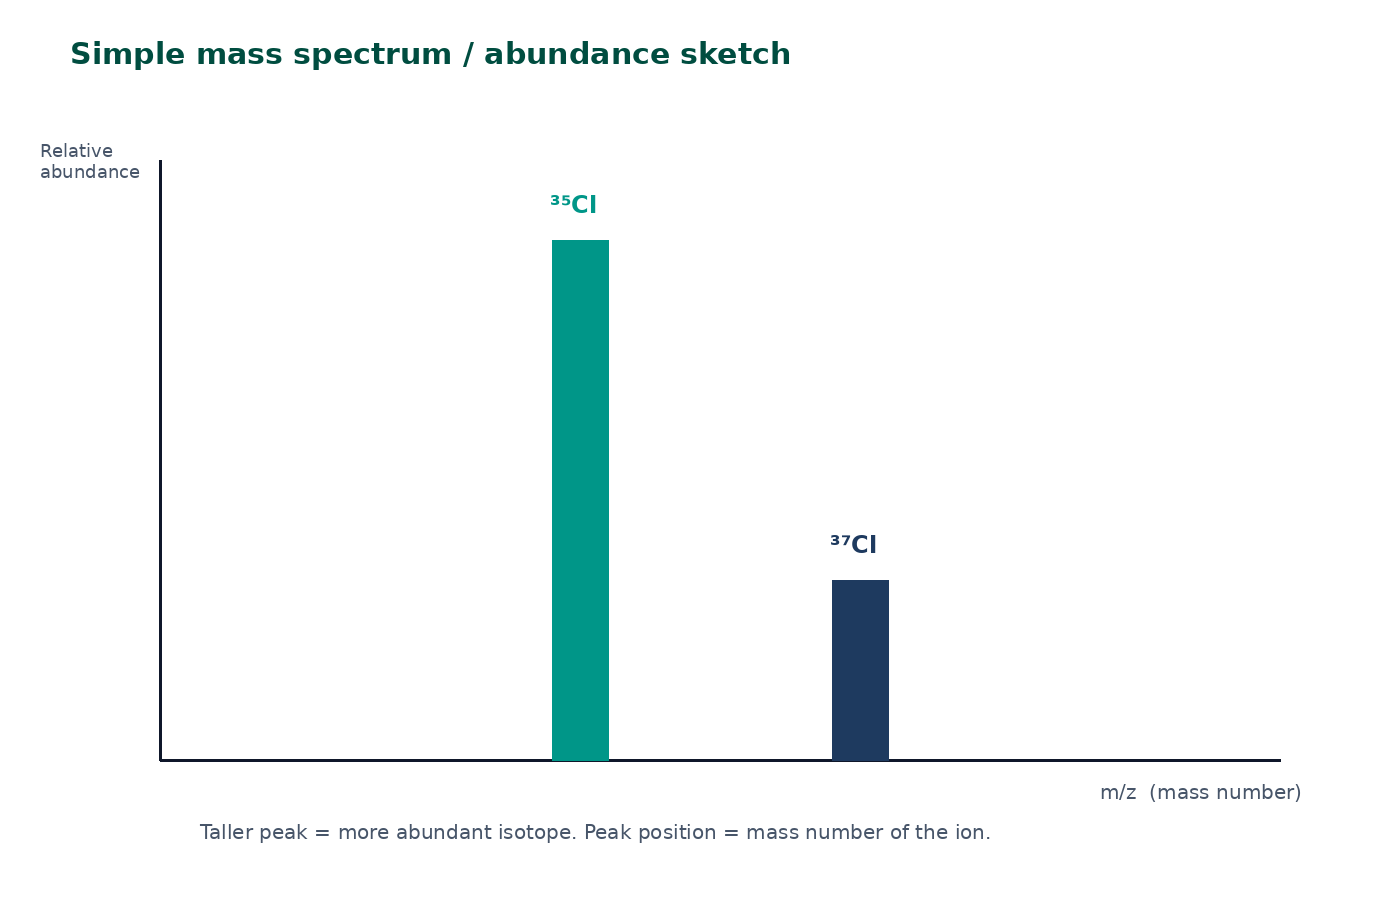 Simple mass spectrum / abundance sketch
Relative
abundance
³⁵Cl
³⁷Cl
m/z  (mass number)
Taller peak = more abundant isotope. Peak position = mass number of the ion.